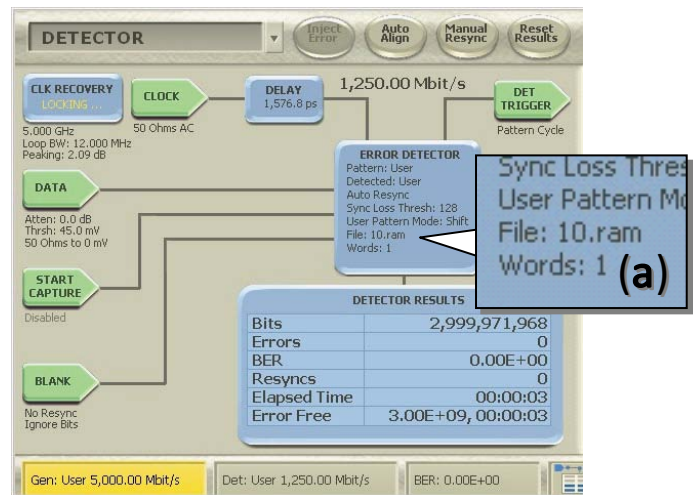 DETECTOR
Inject Error
Auto Align
Manual Resync
Reset Results
CLK RECOVERY
LOCKING ...
5.000 GHz
Loop BW: 12.000 MHz
Peaking: 2.09 dB
CLOCK
50 Ohms AC
DELAY
1,576.8 ps
1,250.00 Mbit/s
DET
TRIGGER
Pattern Cycle
DATA
Atten: 0.0 dB
Thrsh: 45.0 mV
50 Ohms to 0 mV
START
CAPTURE
Disabled
BLANK
No Resync
Ignore Bits
ERROR DETECTOR
Pattern: User
Detected: User
Auto Resync
Sync Loss Thresh: 128
User Pattern Mode: Shift
File: 10.ram
Words: 1
Sync Loss Thres
User Pattern Mo
File: 10.ram
Words: 1
(a)
DETECTOR RESULTS
Bits 2,999,971,968
Errors 0
BER 0.00E+00
Resyncs 0
Elapsed Time 00:00:03
Error Free 3.00E+09, 00:00:03
Gen: User 5,000.00 Mbit/s
Det: User 1,250.00 Mbit/s
BER: 0.00E+00